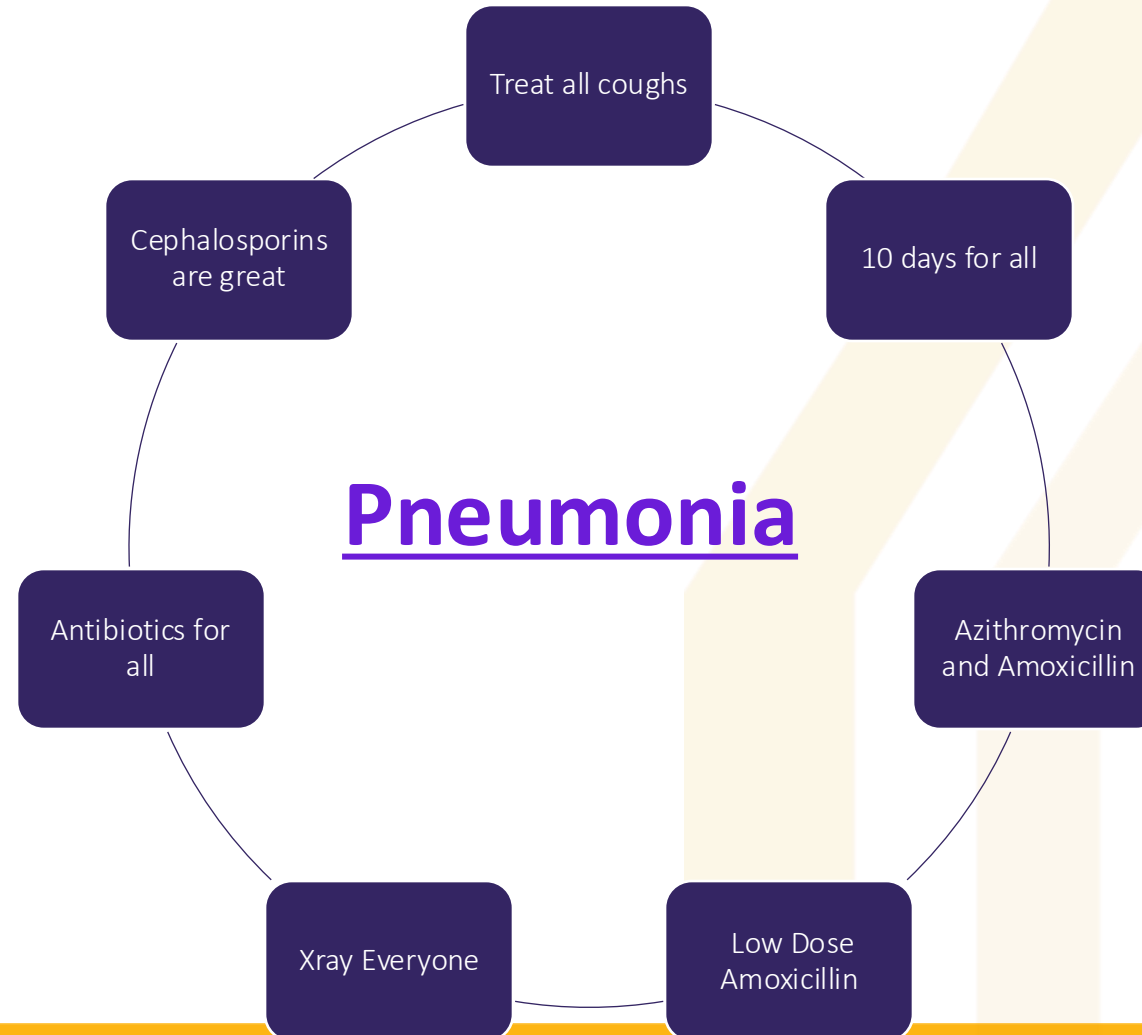 Treat all coughs
10 days for all
Azithromycin
and Amoxicillin
Low Dose
Amoxicillin
Xray Everyone
Antibiotics for
all
Cephalosporins
are great
Pneumonia